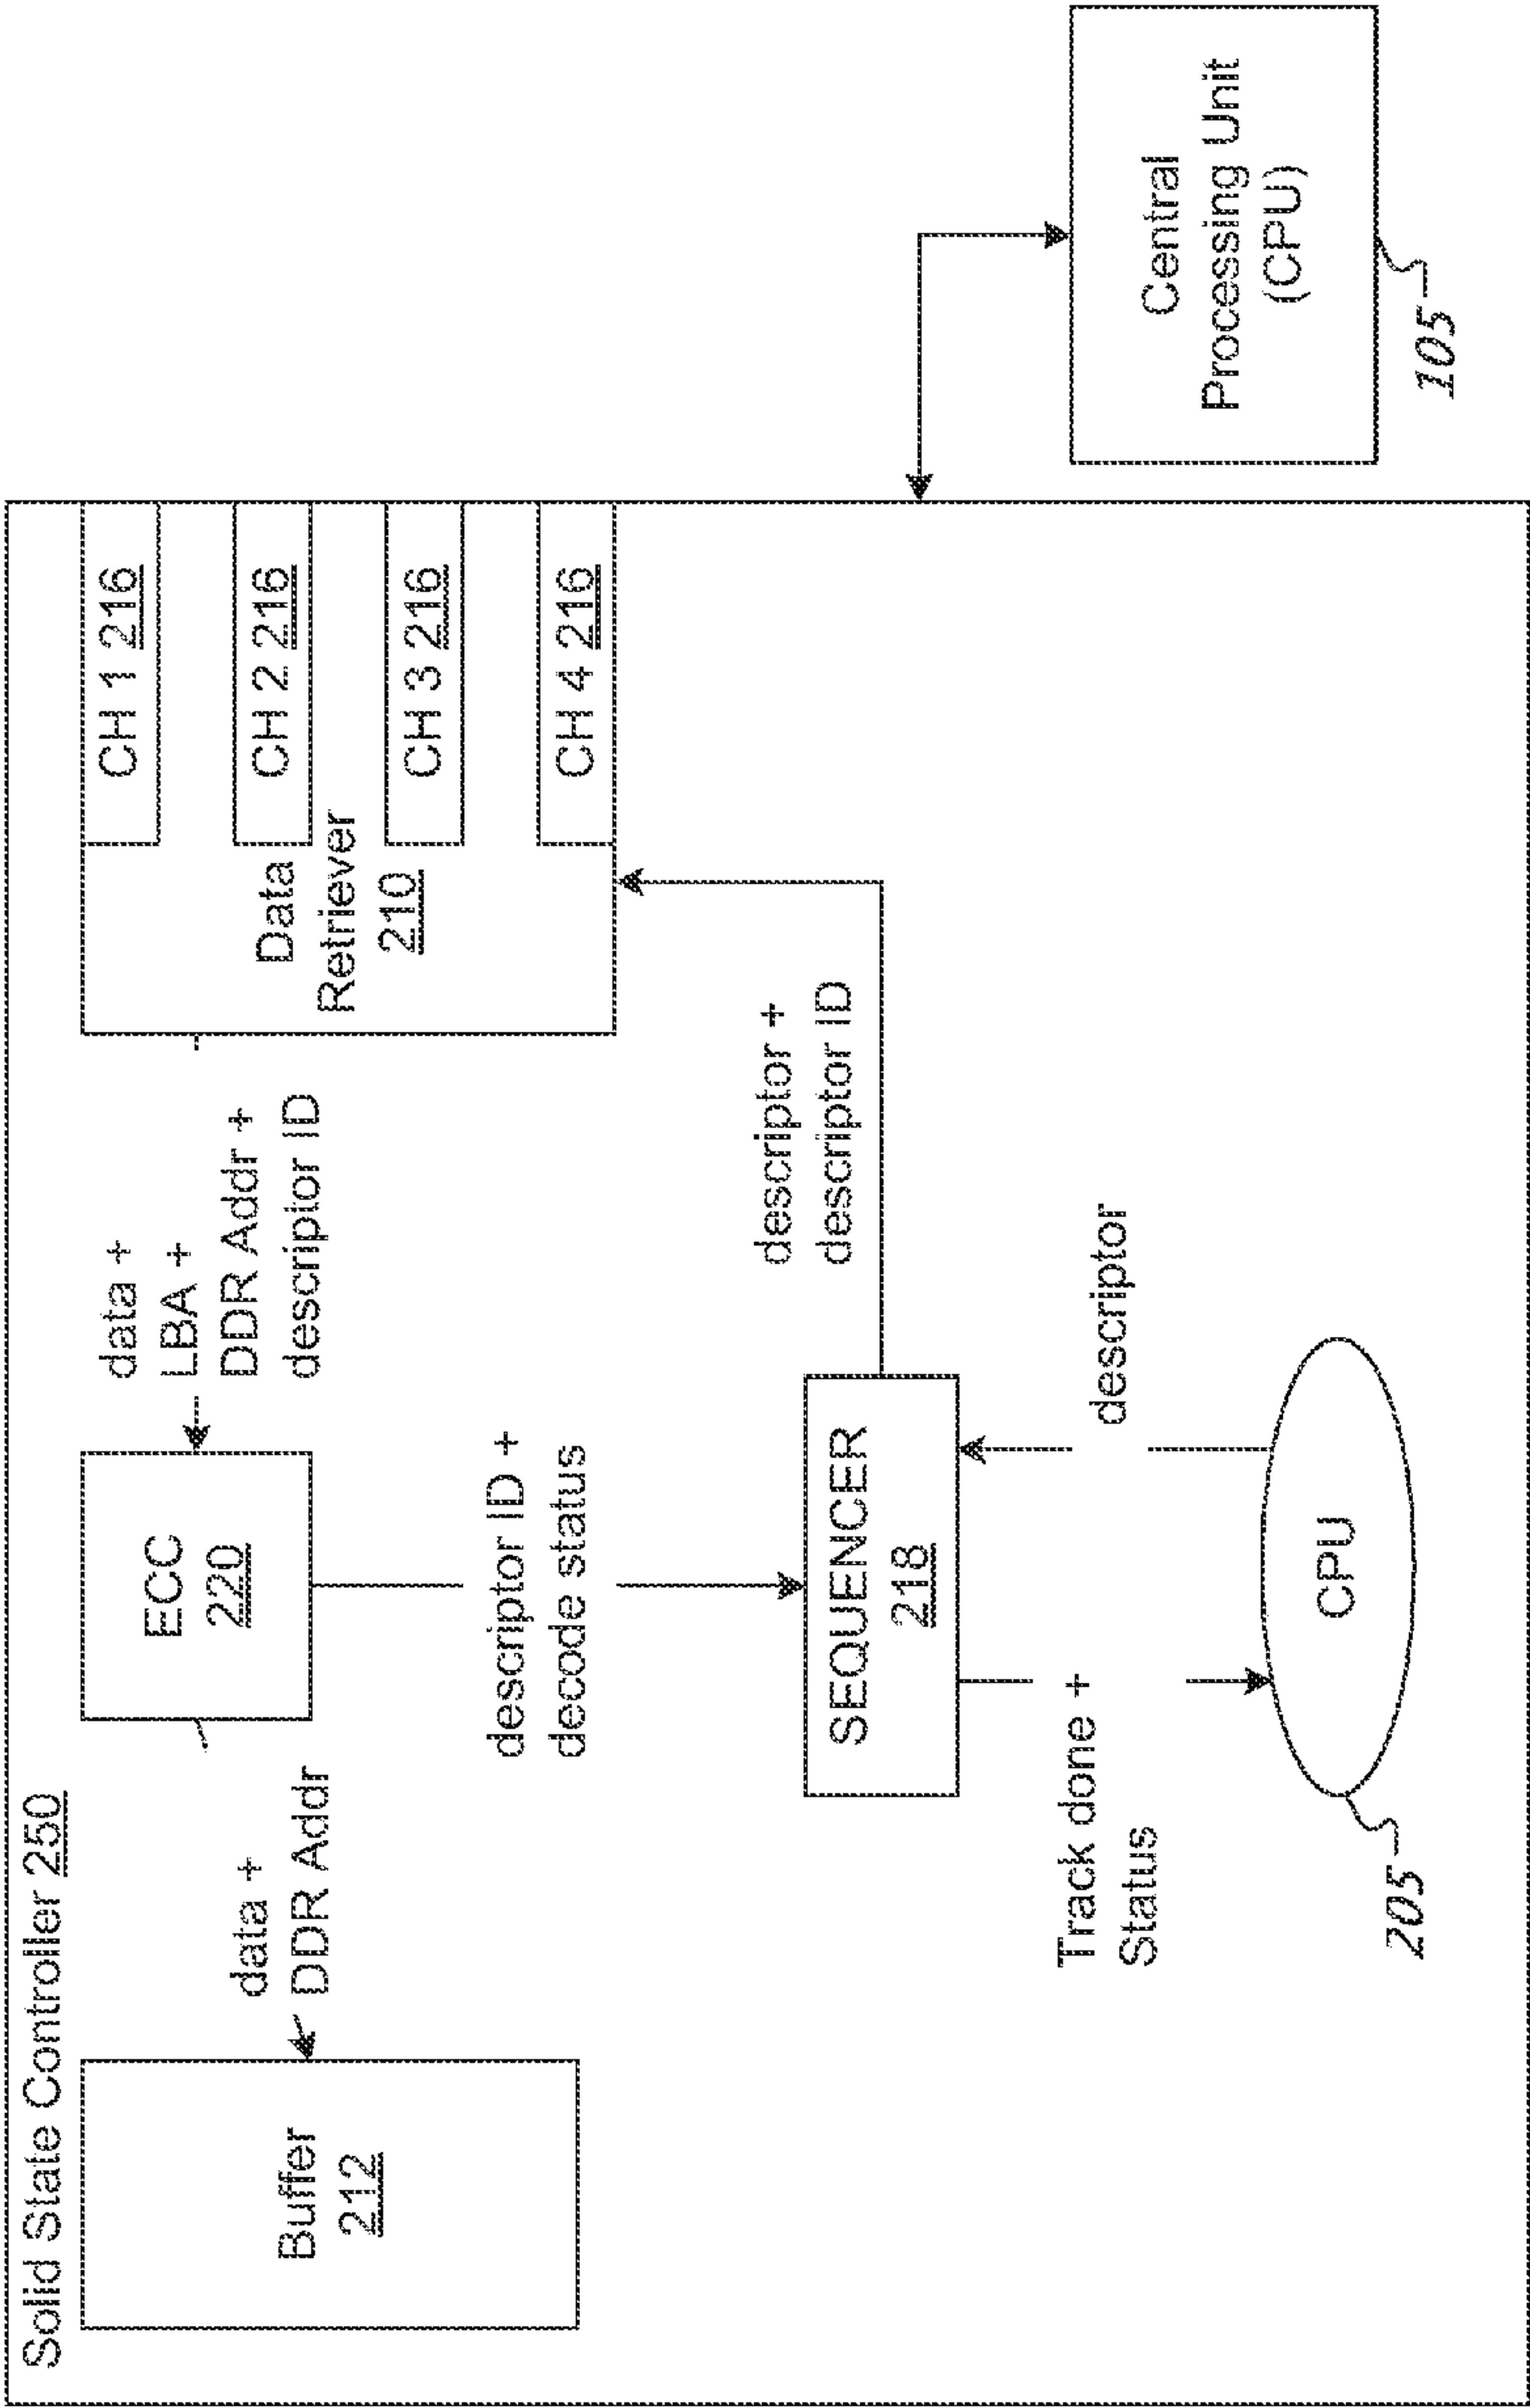 Solid State Controller 250
Buffer
212
data +
DDR Addr
ECC
220
data +
LBA +
DDR Addr +
descriptor ID
Data
Retriever
210
CH 1 216
CH 2 216
CH 3 216
CH 4 216
descriptor ID +
decode status
descriptor +
descriptor ID
SEQUENCER
218
Track done +
Status
descriptor
CPU
205
Central
Processing Unit
(CPU)
105